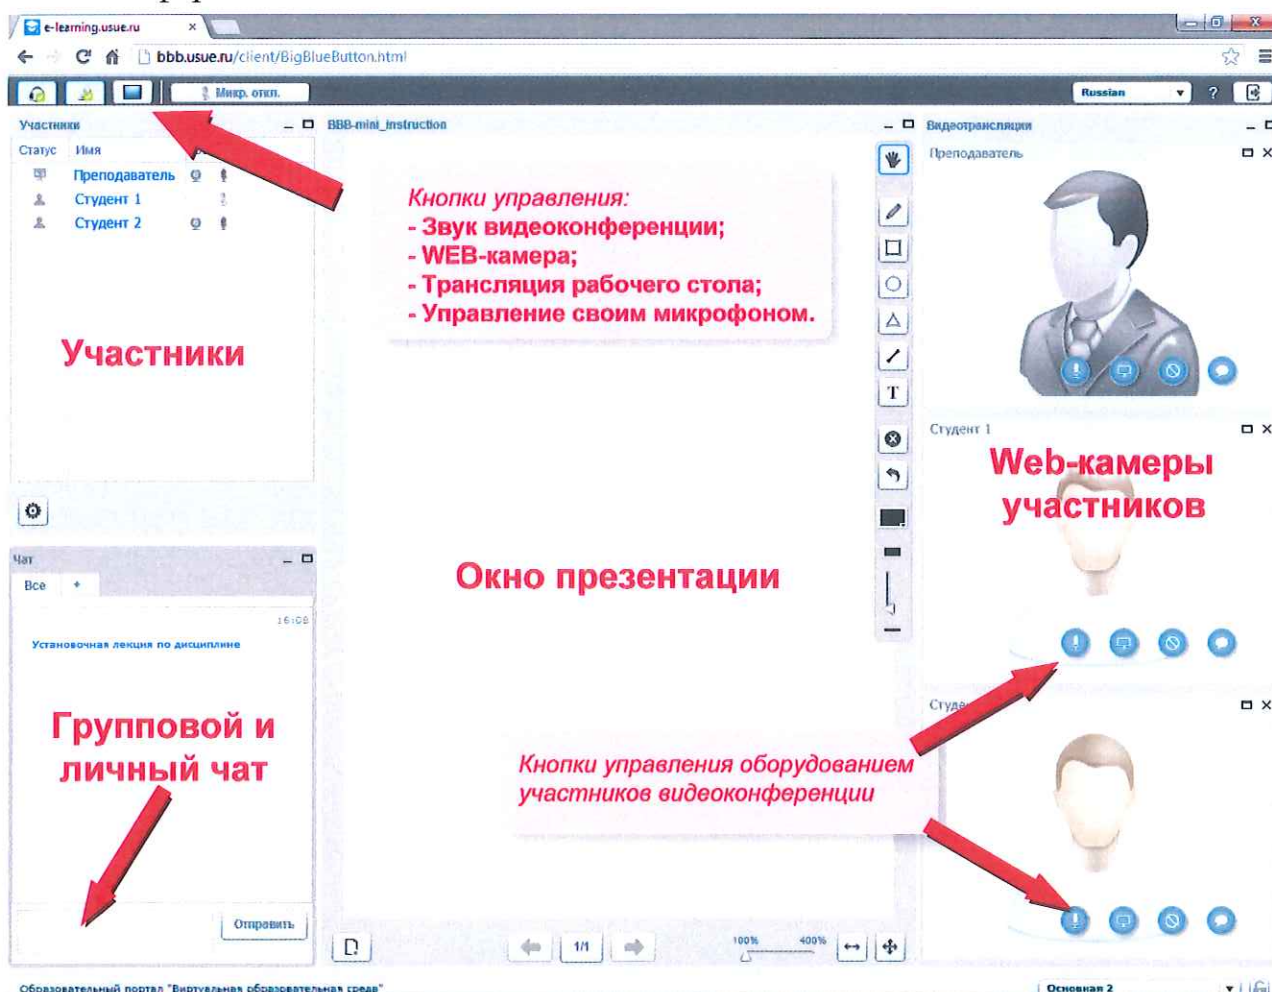 e-learning.usue.ru
bbb.usue.ru/client/BigBlueButton.html
Микр. откл.
Russian
?
Участники
BBB-mini_instruction
Видеотрансляции
Статус Имя
Преподаватель
Студент 1
Студент 2
Преподаватель
Кнопки управления:
- Звук видеоконференции;
- WEB-камера;
- Трансляция рабочего стола;
- Управление своим микрофоном.
Участники
T
Студент 1
Web-камеры
участников
Чат
Все +
16:08
Установочная лекция по дисциплине
Окно презентации
Групповой и
личный чат
Кнопки управления оборудованием
участников видеоконференции
Отправить
1/1
100% 400%
Образовательный портал "Виртуальная образовательная среда"
Основная 2